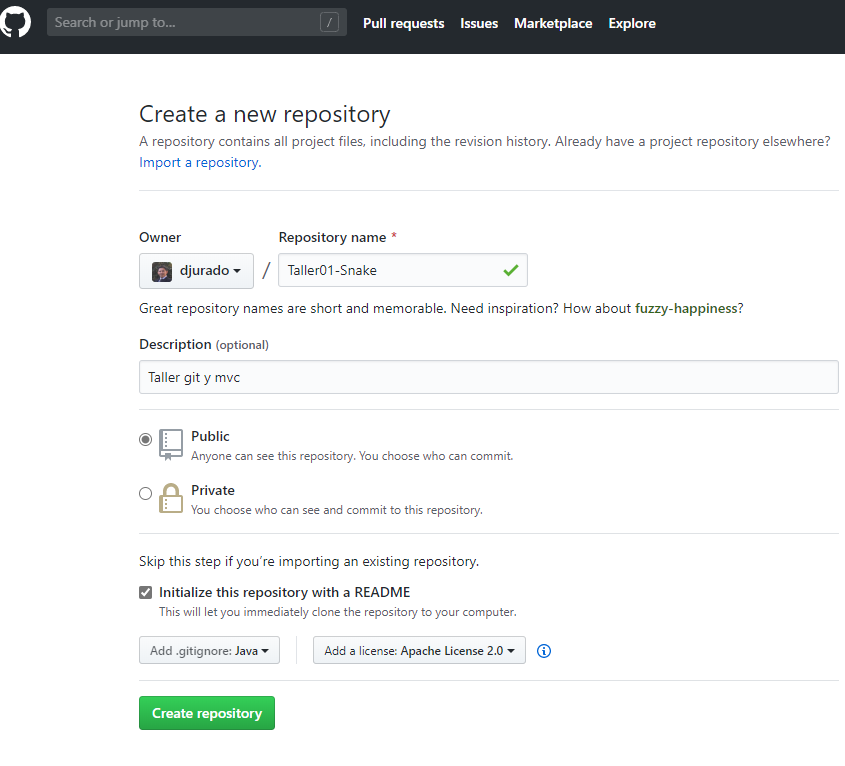 Search or jump to...
/
Pull requests Issues Marketplace Explore
Create a new repository
A repository contains all project files, including the revision history. Already have a project repository elsewhere?
Import a repository.
Owner
Repository name *
djurado
/
Taller01-Snake
Great repository names are short and memorable. Need inspiration? How about fuzzy-happiness?
Description (optional)
Taller git y mvc
Public
Anyone can see this repository. You choose who can commit.
Private
You choose who can see and commit to this repository.
Skip this step if you’re importing an existing repository.
Initialize this repository with a README
This will let you immediately clone the repository to your computer.
Add .gitignore: Java
Add a license: Apache License 2.0
Create repository